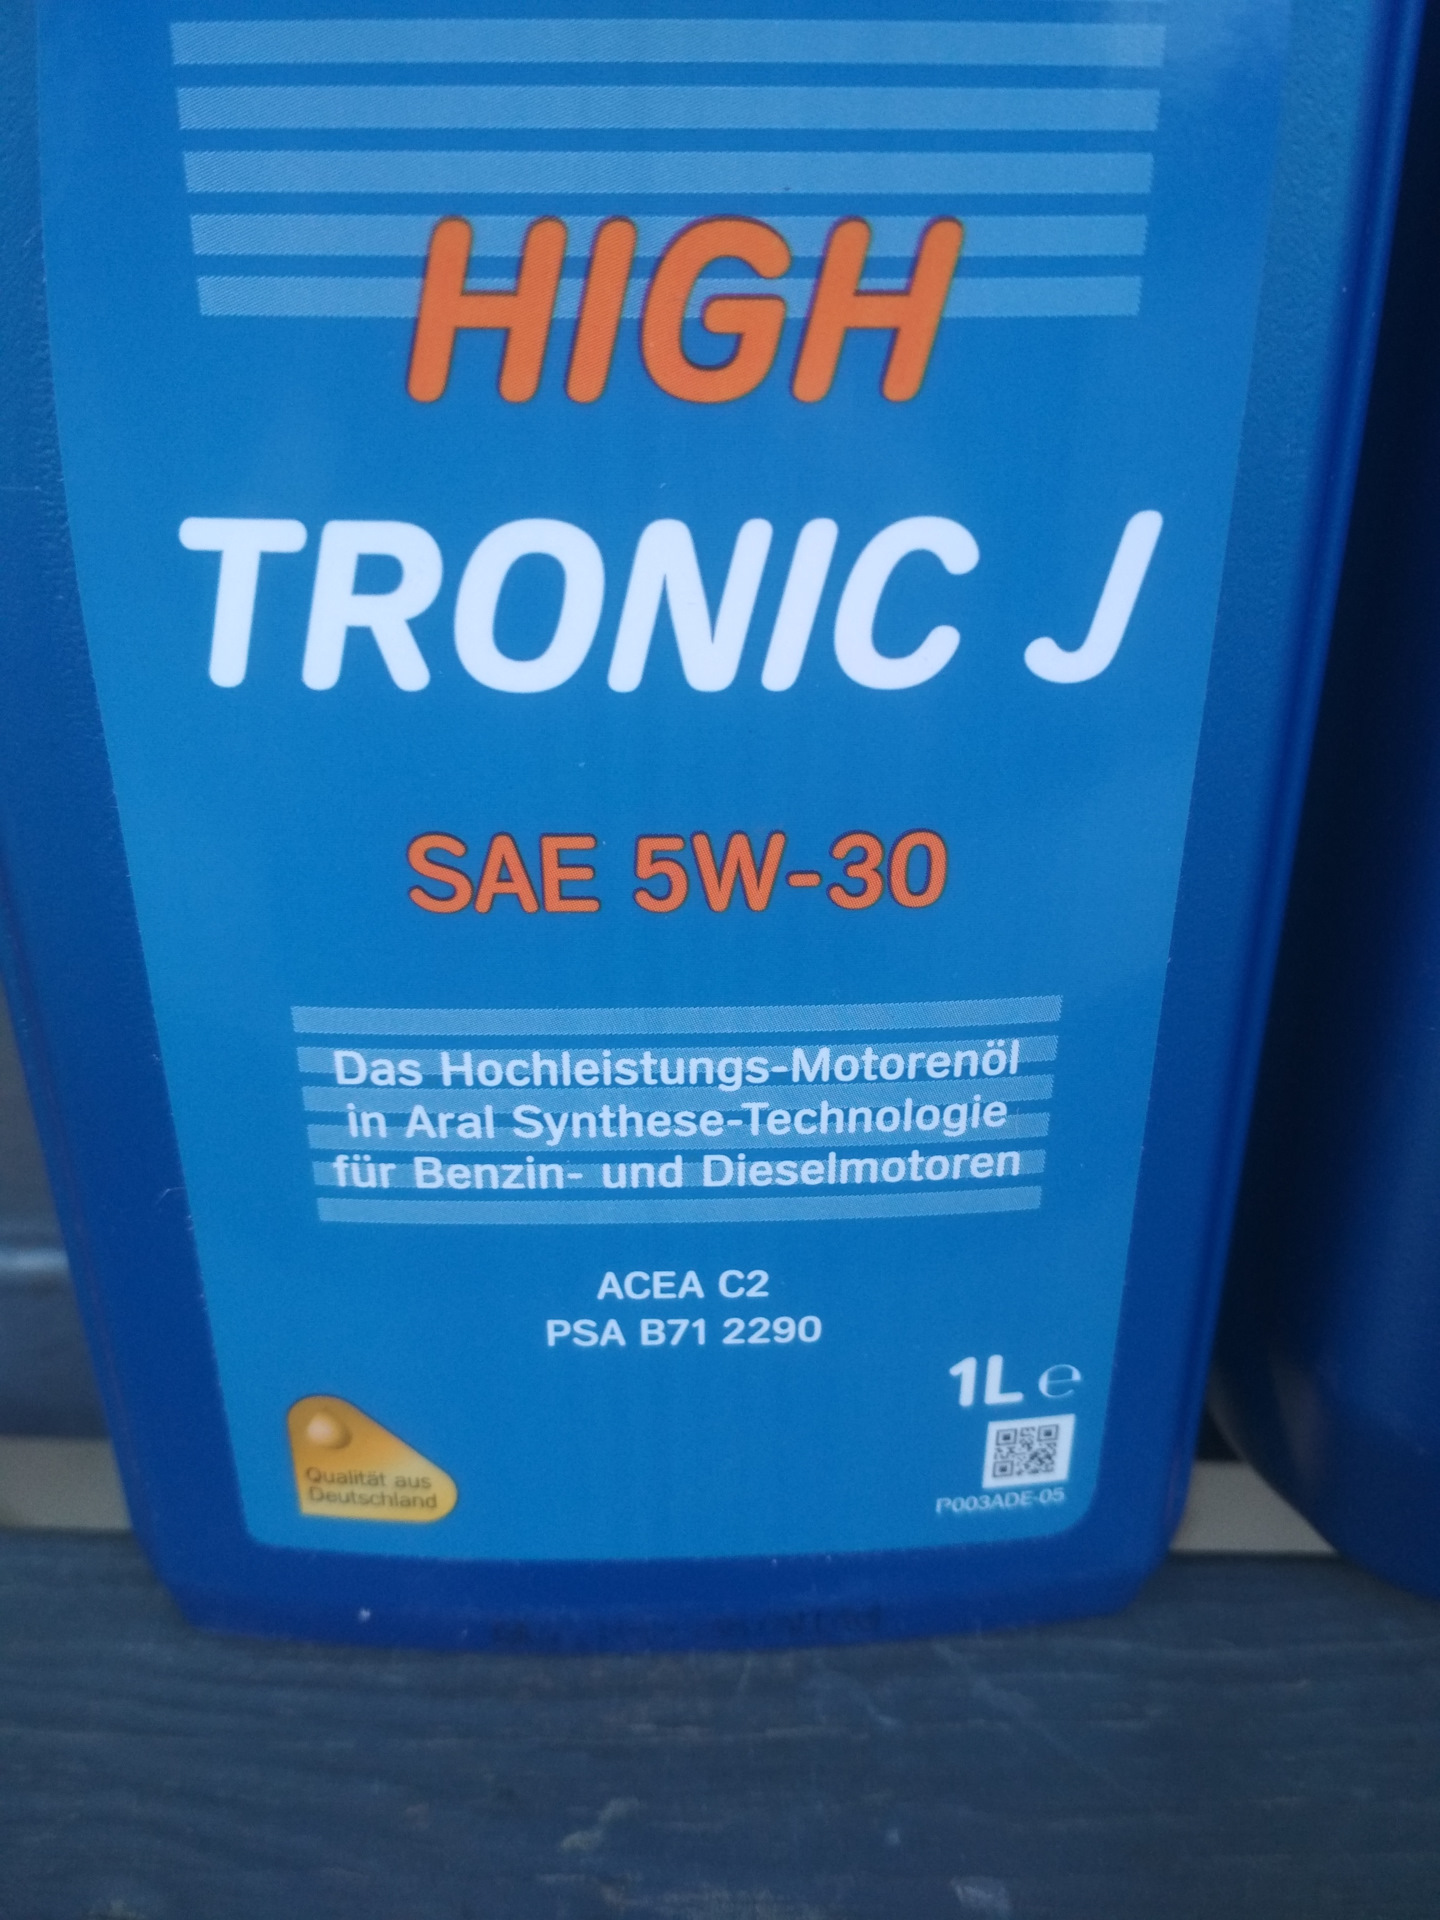 HIGH
TRONIC J
SAE 5W-30
Das Hochleistungs-Motorenöl
in Aral Synthese-Technologie
für Benzin- und Dieselmotoren
ACEA C2
PSA B71 2290
1L ℮
Qualität aus
Deutschland
P003ADE-05